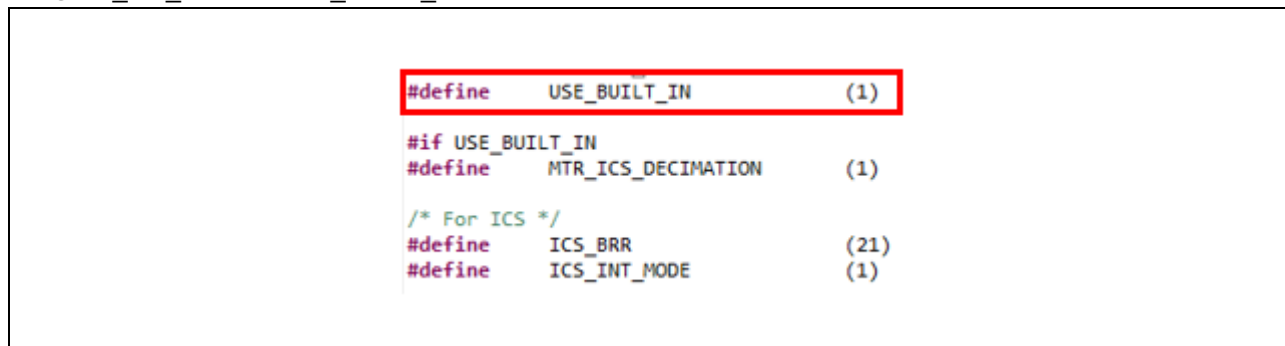 #define USE_BUILT_IN (1)
#if USE_BUILT_IN
#define MTR_ICS_DECIMATION (1)
/* For ICS */
#define ICS_BRR (21)
#define ICS_INT_MODE (1)